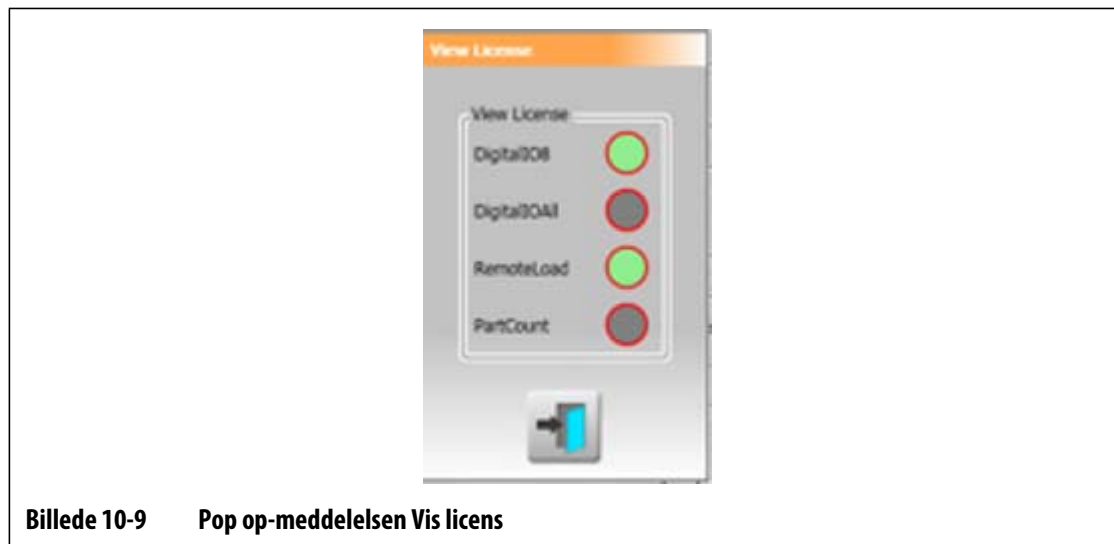 View License
View License
DigitalIO8
DigitalIOAll
RemoteLoad
PartCount
Billede 10-9 Pop op-meddelelsen Vis licens